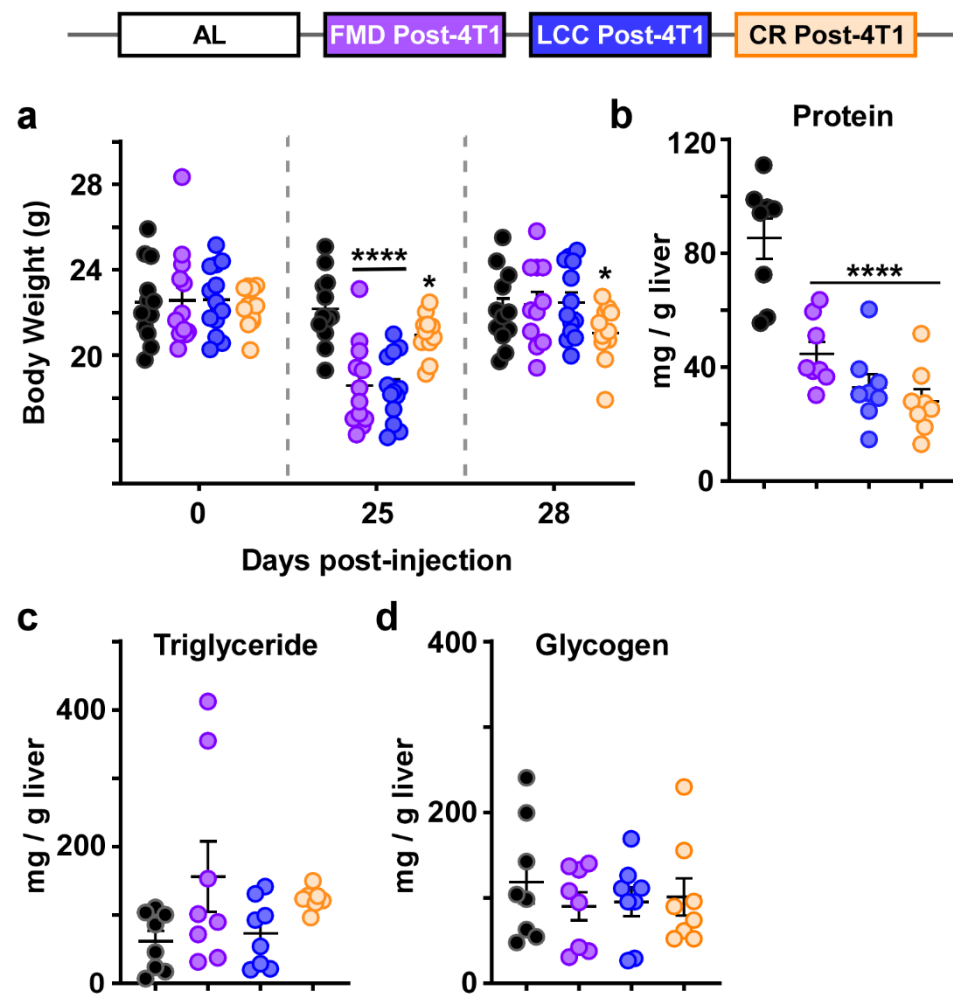 AL FMD Post-4T1 LCC Post-4T1 CR Post-4T1
a
Body Weight (g)
28
24
20
**** *
*
0 25 28
Days post-injection
b
Protein
mg / g liver
120
80
40
0
****
c
Triglyceride
mg / g liver
400
200
0
d
Glycogen
mg / g liver
400
200
0